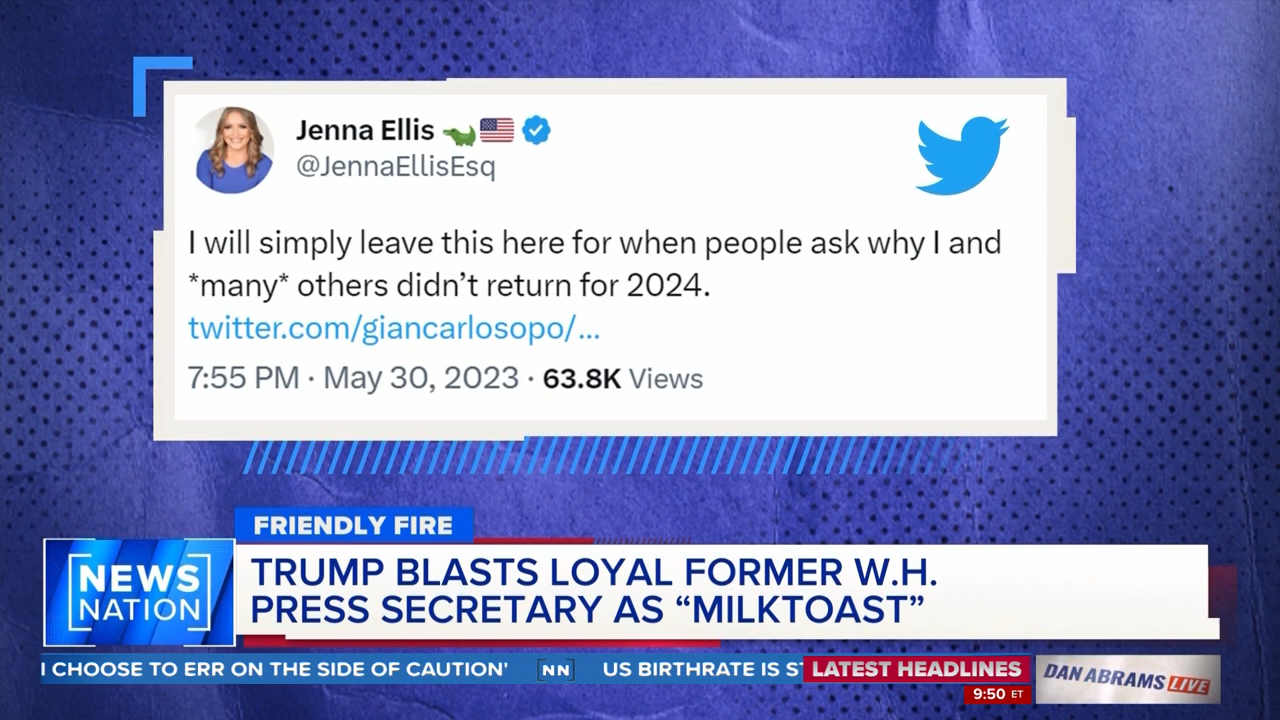 Jenna Ellis 🐊🇺🇸
@JennaEllisEsq
I will simply leave this here for when people ask why I and
*many* others didn’t return for 2024.
twitter.com/giancarlosopo/...
7:55 PM · May 30, 2023 · 63.8K Views
FRIENDLY FIRE
NEWS
NATION
TRUMP BLASTS LOYAL FORMER W.H.
PRESS SECRETARY AS “MILKTOAST”
I CHOOSE TO ERR ON THE SIDE OF CAUTION' NN US BIRTHRATE IS
LATEST HEADLINES
9:50 ET
DAN ABRAMS LIVE